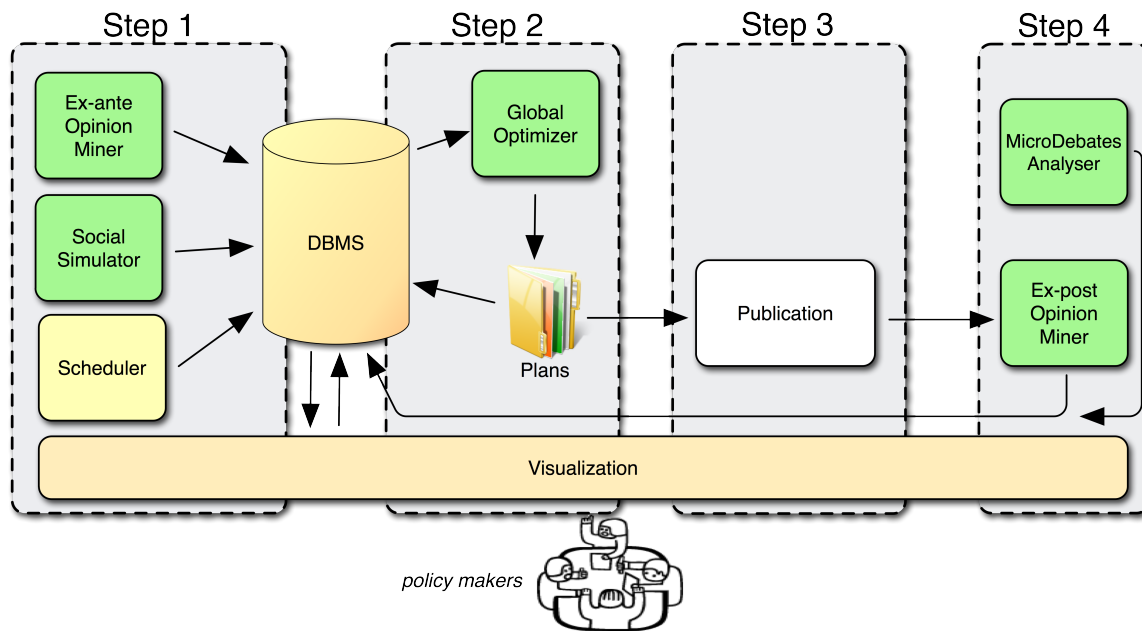 Step 1
Step 2
Step 3
Step 4
Ex-ante
Opinion
Miner
Social
Simulator
Scheduler
DBMS
Global
Optimizer
Plans
Publication
MicroDebates
Analyser
Ex-post
Opinion
Miner
Visualization
policy makers